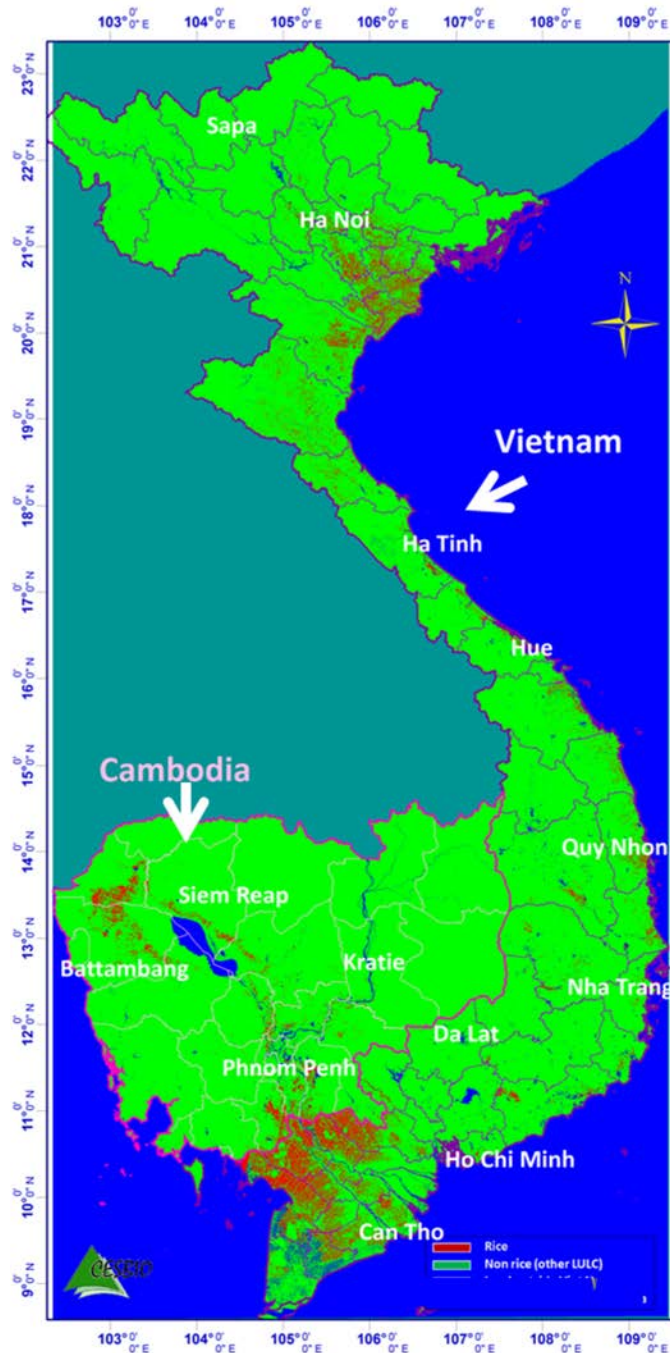 103° 0' 0" E 104° 0' 0" E 105° 0' 0" E 106° 0' 0" E 107° 0' 0" E 108° 0' 0" E 109° 0' 0" E
23° 0' 0" N
Sapa
22° 0' 0" N
Ha Noi
21° 0' 0" N
20° 0' 0" N
19° 0' 0" N
Vietnam
18° 0' 0" N
Ha Tinh
17° 0' 0" N
Hue
16° 0' 0" N
15° 0' 0" N
Cambodia
14° 0' 0" N
Quy Nhon
Siem Reap
13° 0' 0" N
Battambang
Kratie
Nha Trang
12° 0' 0" N
Da Lat
Phnom Penh
11° 0' 0" N
Ho Chi Minh
10° 0' 0" N
Can Tho
Rice
Non rice (other LULC)
9° 0' 0" N
CESBIO
3
103° 0' 0" E 104° 0' 0" E 105° 0' 0" E 106° 0' 0" E 107° 0' 0" E 108° 0' 0" E 109° 0' 0" E